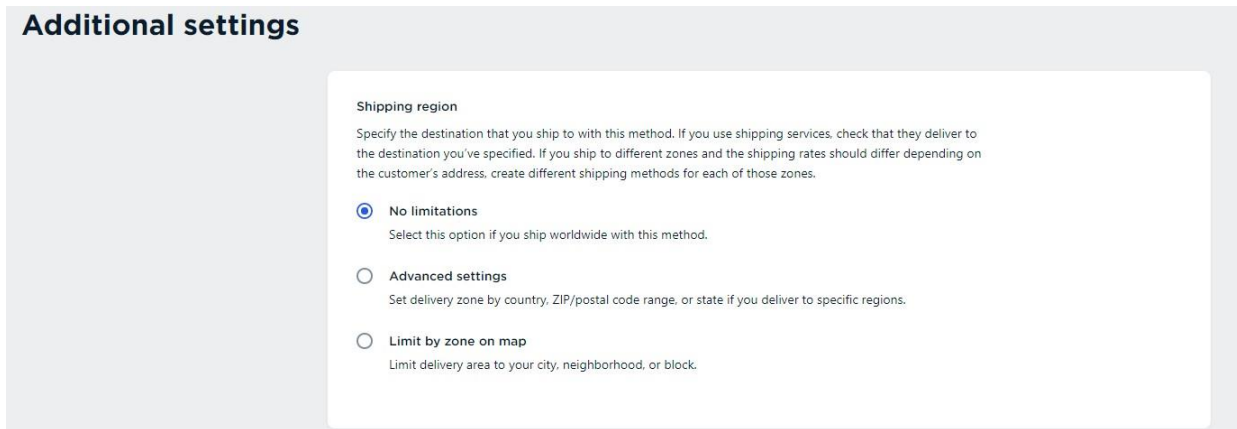 Additional settings
Shipping region
Specify the destination that you ship to with this method. If you use shipping services, check that they deliver to
the destination you've specified. If you ship to different zones and the shipping rates should differ depending on
the customer's address, create different shipping methods for each of those zones.
No limitations
Select this option if you ship worldwide with this method.
Advanced settings
Set delivery zone by country, ZIP/postal code range, or state if you deliver to specific regions.
Limit by zone on map
Limit delivery area to your city, neighborhood, or block.